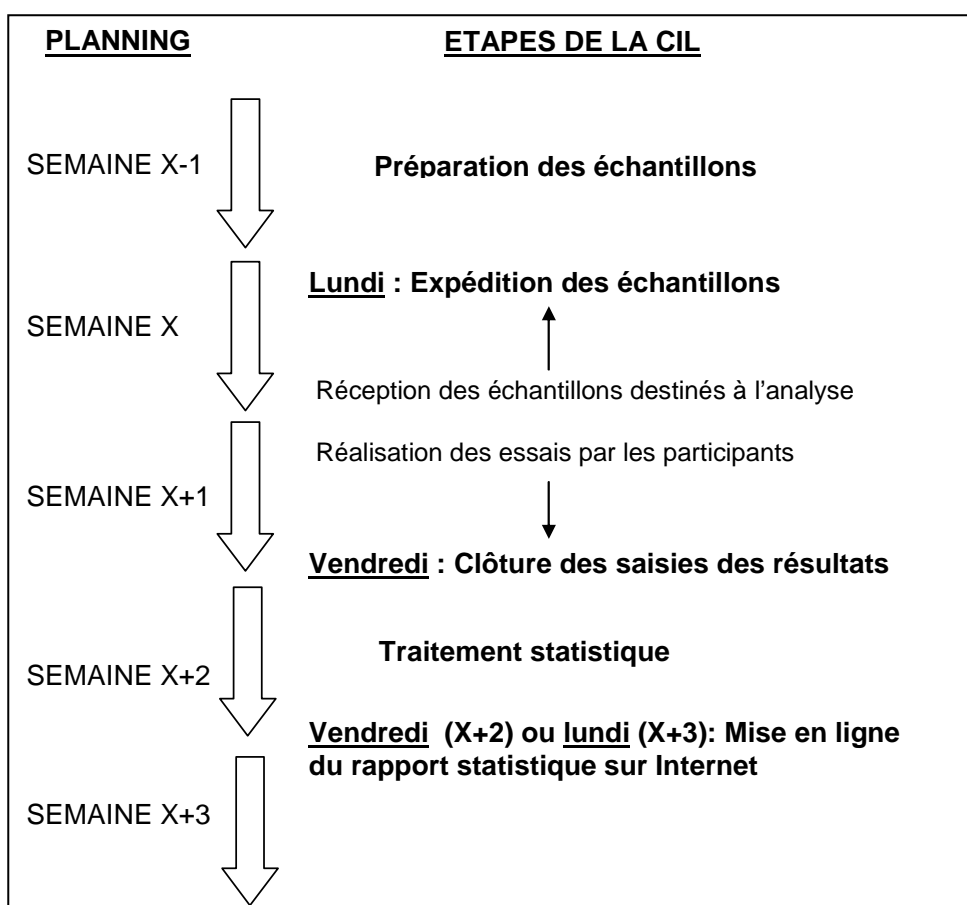 PLANNING ETAPES DE LA CIL
SEMAINE X-1 Préparation des échantillons
Lundi : Expédition des échantillons
SEMAINE X
Réception des échantillons destinés à l’analyse
Réalisation des essais par les participants
SEMAINE X+1
Vendredi : Clôture des saisies des résultats
Traitement statistique
SEMAINE X+2
Vendredi (X+2) ou lundi (X+3): Mise en ligne
du rapport statistique sur Internet
SEMAINE X+3